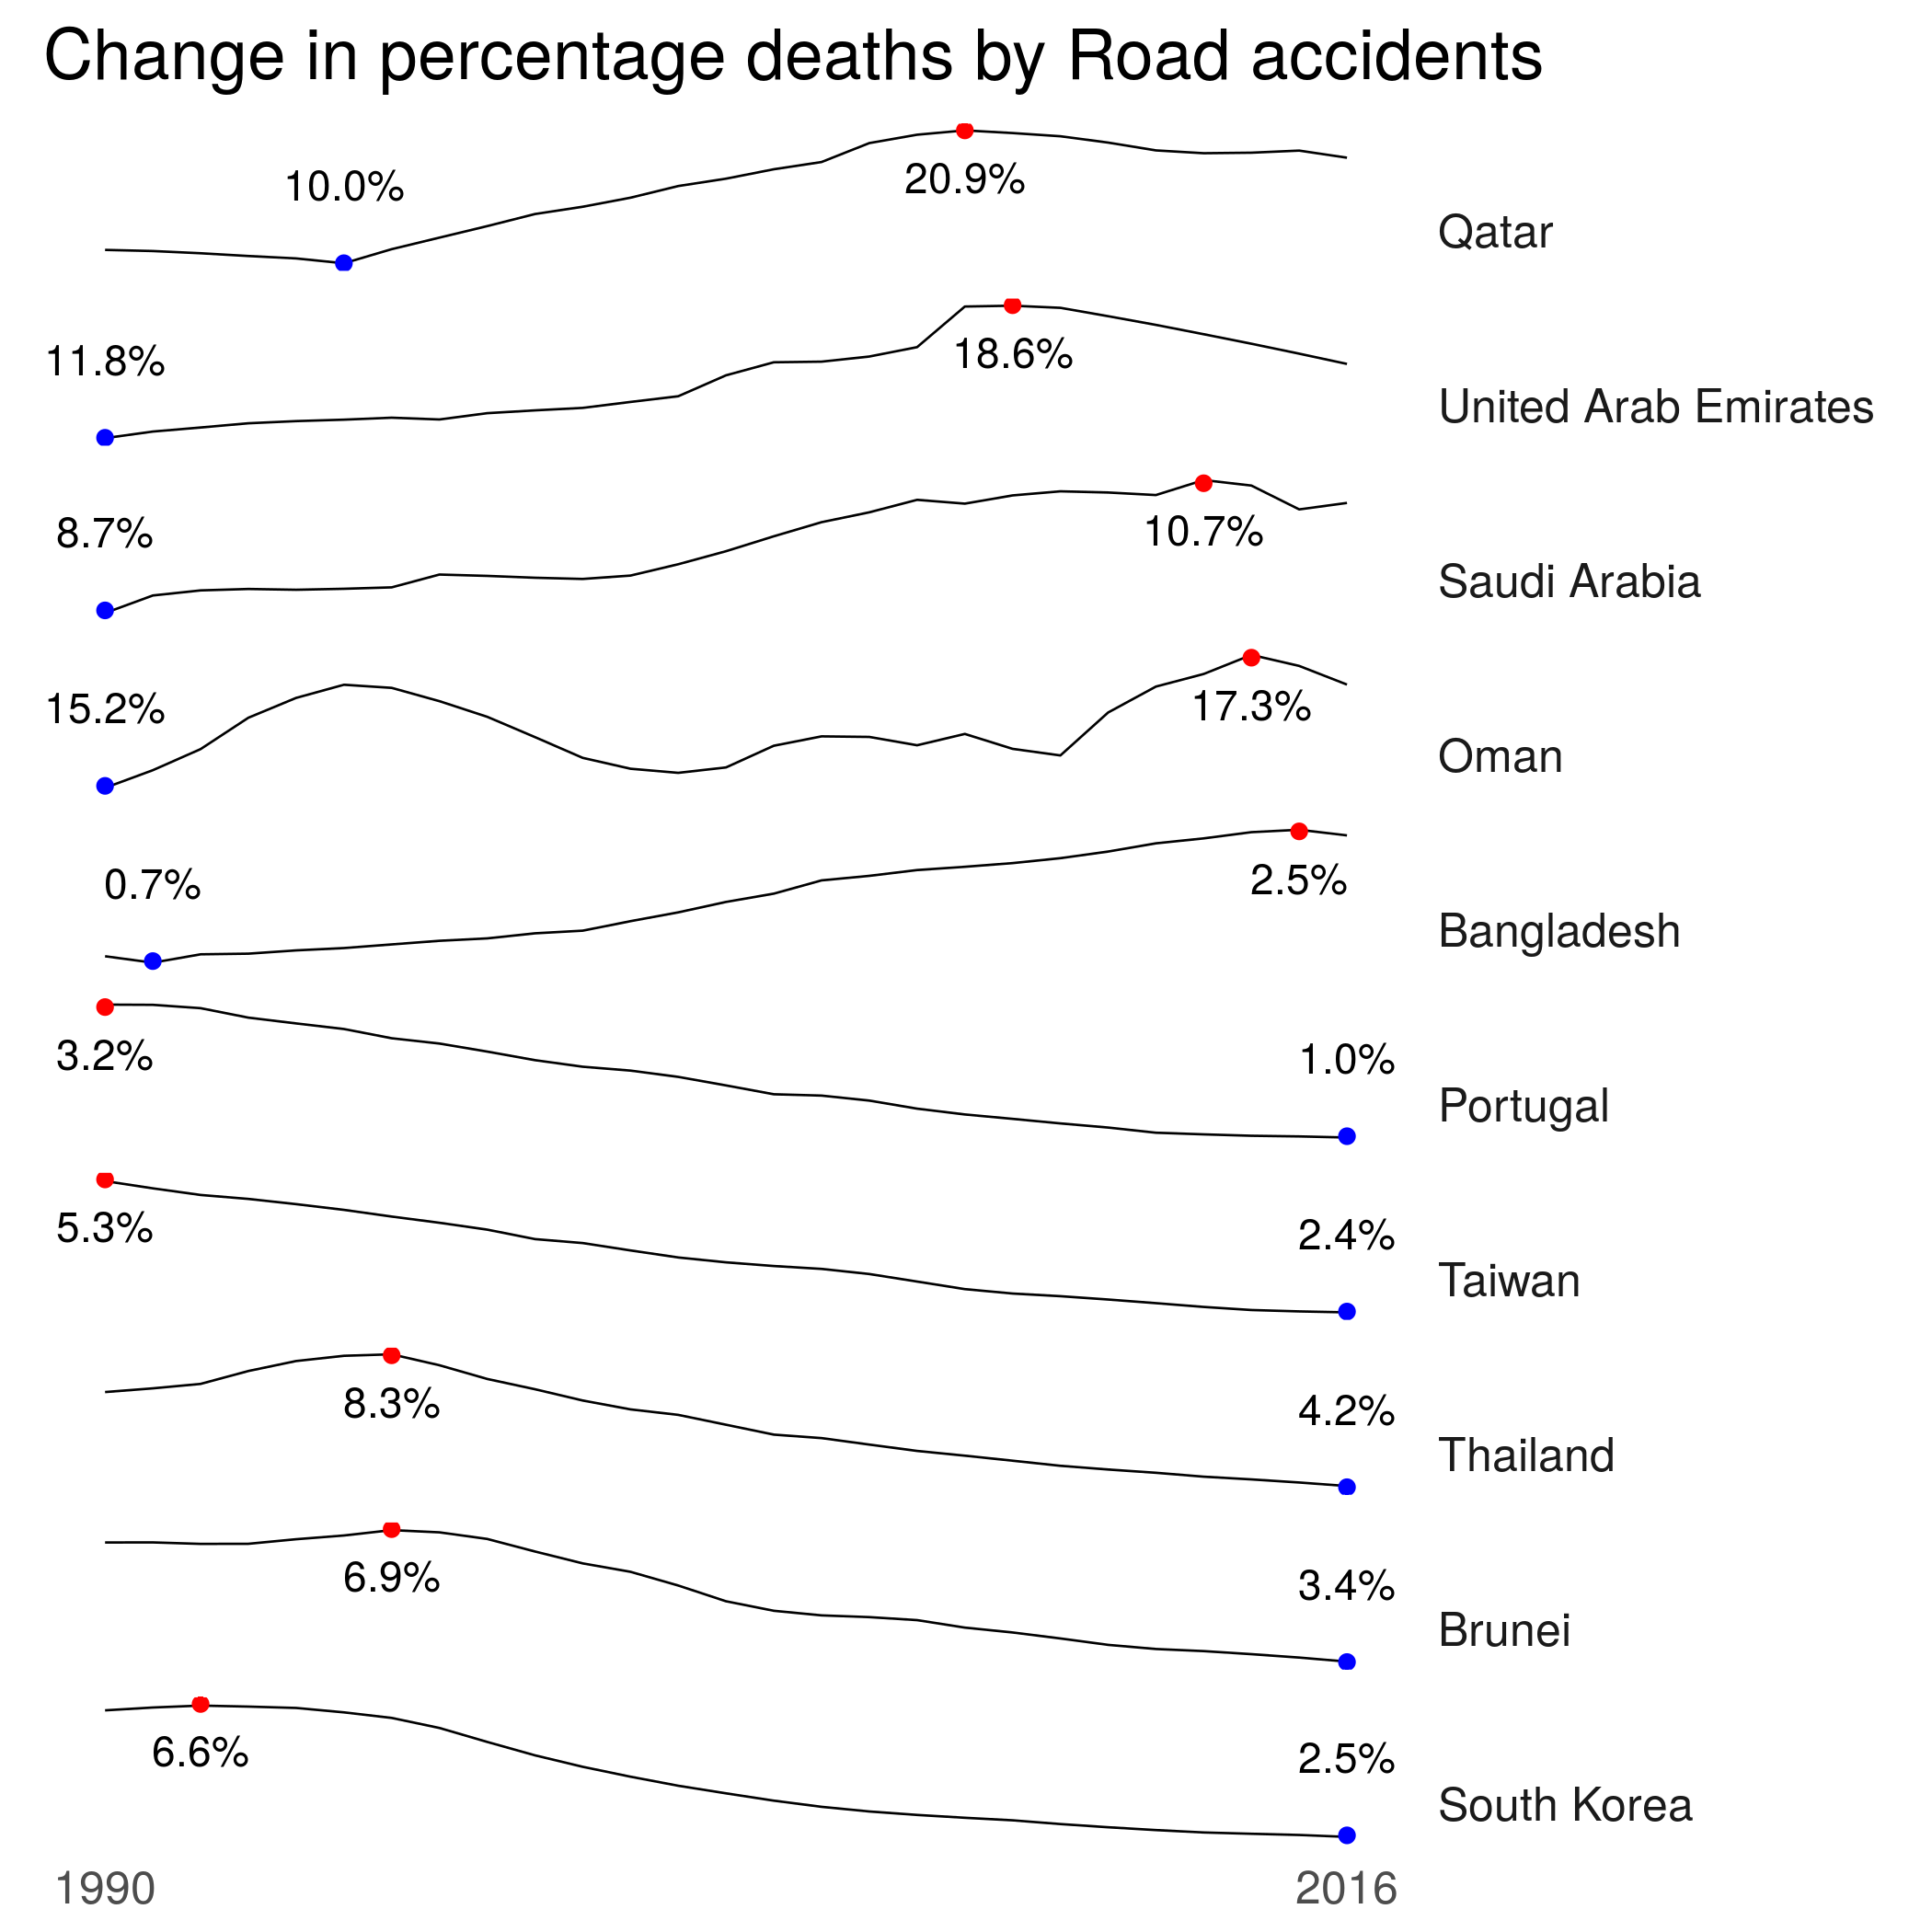 Change in percentage deaths by Road accidents
10.0%
20.9%
Qatar
11.8%
18.6%
United Arab Emirates
8.7%
10.7%
Saudi Arabia
15.2%
17.3%
Oman
0.7%
2.5%
Bangladesh
3.2%
1.0%
Portugal
5.3%
2.4%
Taiwan
8.3%
4.2%
Thailand
6.9%
3.4%
Brunei
6.6%
2.5%
South Korea
1990
2016